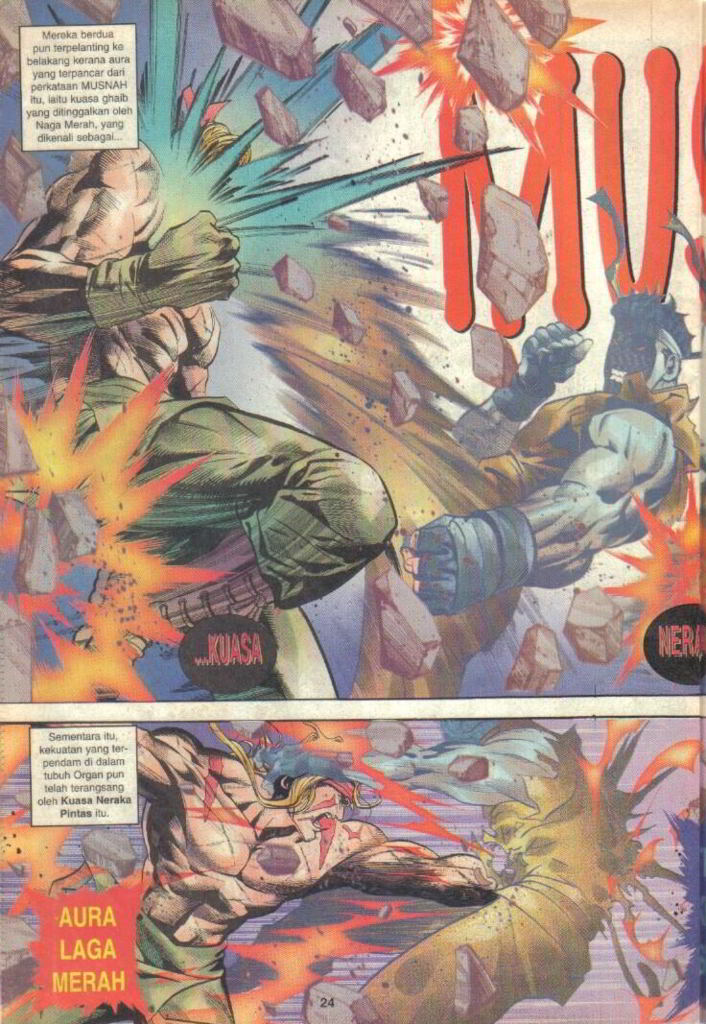 Mereka berdua
pun terpelanting ke
belakang kerana aura
yang terpancar dari
perkataan MUSNAH
itu, iaitu kuasa ghaib
yang ditinggalkan oleh
Naga Merah, yang
dikenali sebagai...
MUS
...KUASA
NERA
Sementara itu,
kekuatan yang ter-
pendam di dalam
tubuh Organ pun
telah terangsang
oleh Kuasa Neraka
Pintas itu.
AURA
LAGA
MERAH
24